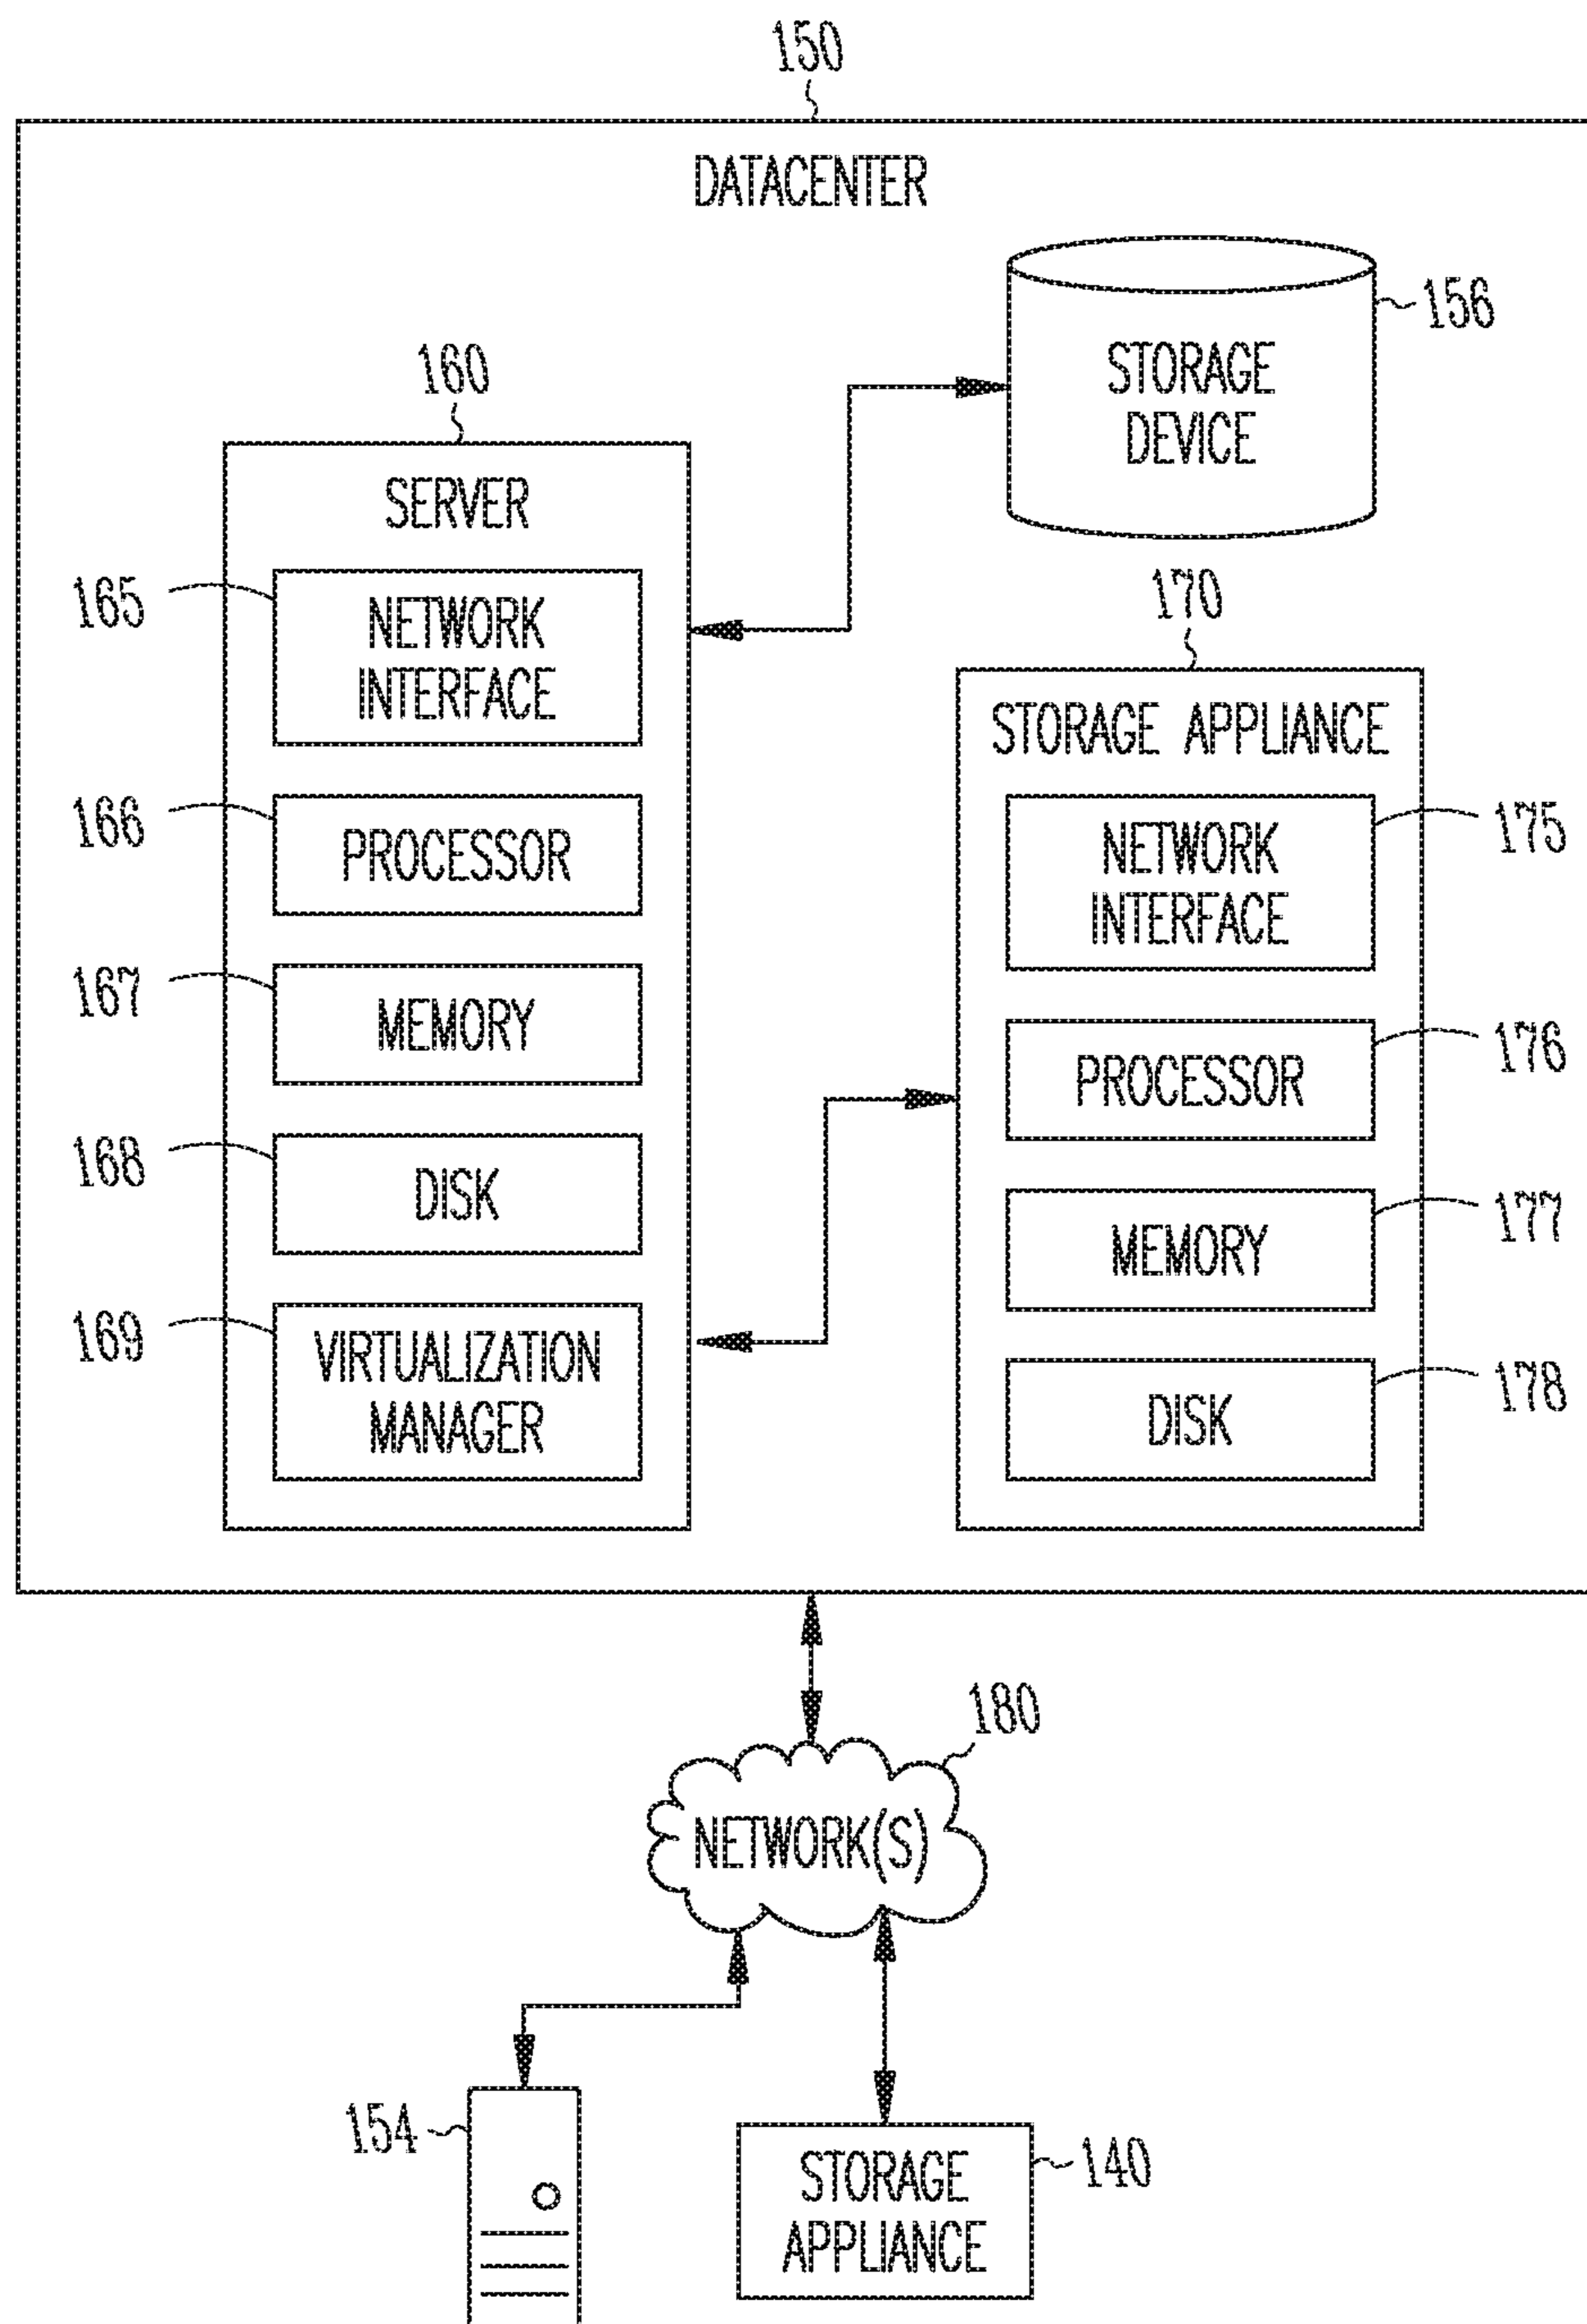 150
DATACENTER
156
STORAGE
DEVICE
160
SERVER
165
NETWORK
INTERFACE
166
PROCESSOR
167
MEMORY
168
DISK
169
VIRTUALIZATION
MANAGER
170
STORAGE APPLIANCE
175
NETWORK
INTERFACE
176
PROCESSOR
177
MEMORY
178
DISK
180
NETWORK(S)
154
140
STORAGE
APPLIANCE